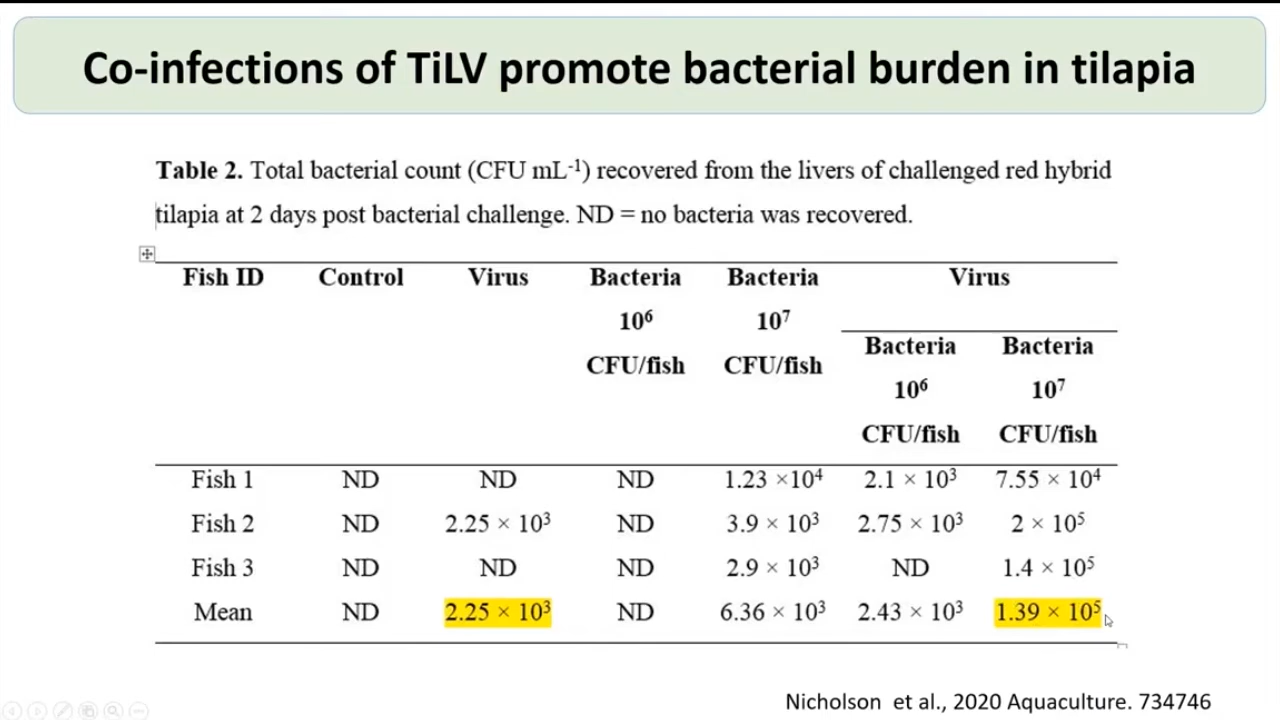 Co-infections of TiLV promote bacterial burden in tilapia
Table 2. Total bacterial count (CFU mL⁻¹) recovered from the livers of challenged red hybrid
tilapia at 2 days post bacterial challenge. ND = no bacteria was recovered.
Fish ID Control Virus Bacteria 10⁶ CFU/fish Bacteria 10⁷ CFU/fish Virus
Bacteria 10⁶ CFU/fish Bacteria 10⁷ CFU/fish
Fish 1 ND ND ND 1.23 ×10⁴ 2.1 × 10³ 7.55 × 10⁴
Fish 2 ND 2.25 × 10³ ND 3.9 × 10³ 2.75 × 10³ 2 × 10⁵
Fish 3 ND ND ND 2.9 × 10³ ND 1.4 × 10⁵
Mean ND 2.25 × 10³ ND 6.36 × 10³ 2.43 × 10³ 1.39 × 10⁵
Nicholson et al., 2020 Aquaculture. 734746